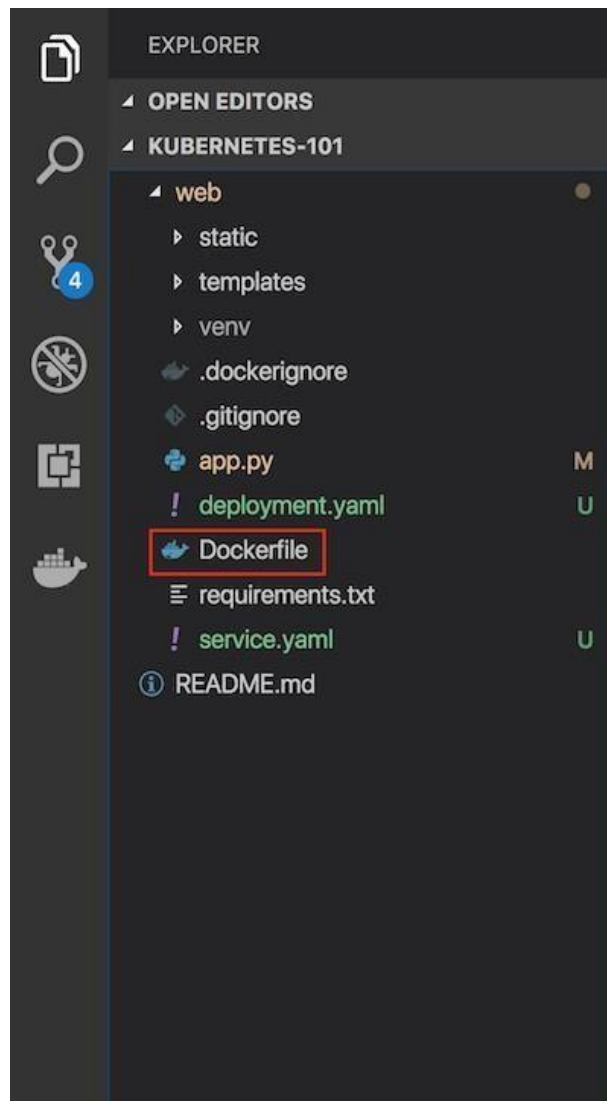 EXPLORER
OPEN EDITORS
KUBERNETES-101
web
static
templates
4
venv
.dockerignore
.gitignore
app.py M
deployment.yaml U
Dockerfile
requirements.txt
service.yaml U
README.md